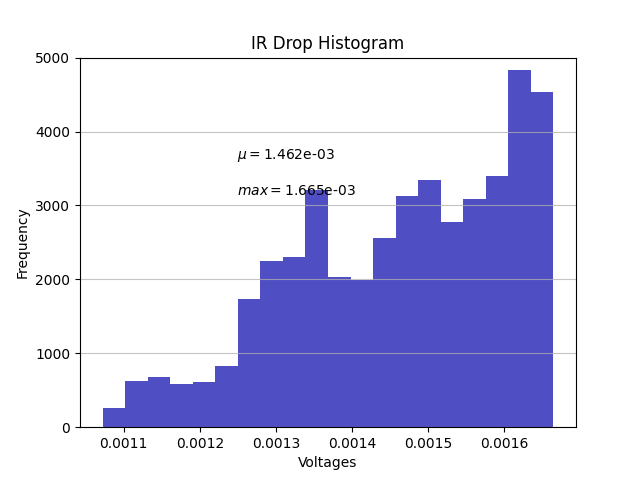 IR Drop Histogram
5000
4000
3000
2000
1000
0
Frequency
μ = 1.462e-03
max = 1.665e-03
0.0011 0.0012 0.0013 0.0014 0.0015 0.0016
Voltages